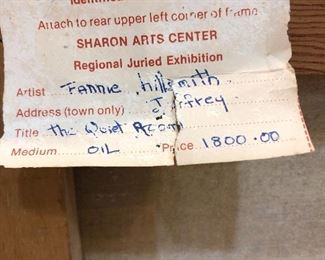 Attach to rear upper left corner of frame
SHARON ARTS CENTER
Regional Juried Exhibition
Artist Fannie Hillsmith
Address (town only) Jaffrey
Title The Quiet Room
Medium OIL Price 1800.00